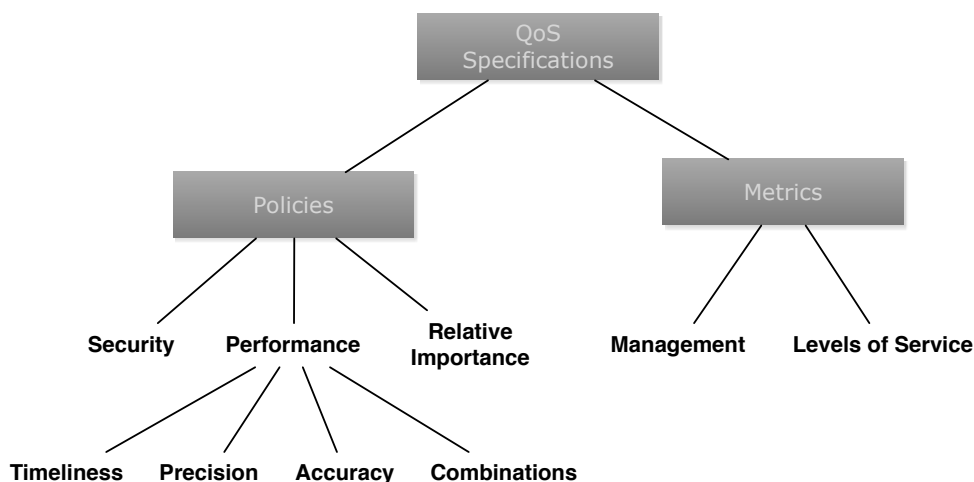 QoS
Specifications
Policies
Metrics
Security
Performance
Relative
Importance
Management
Levels of Service
Timeliness
Precision
Accuracy
Combinations